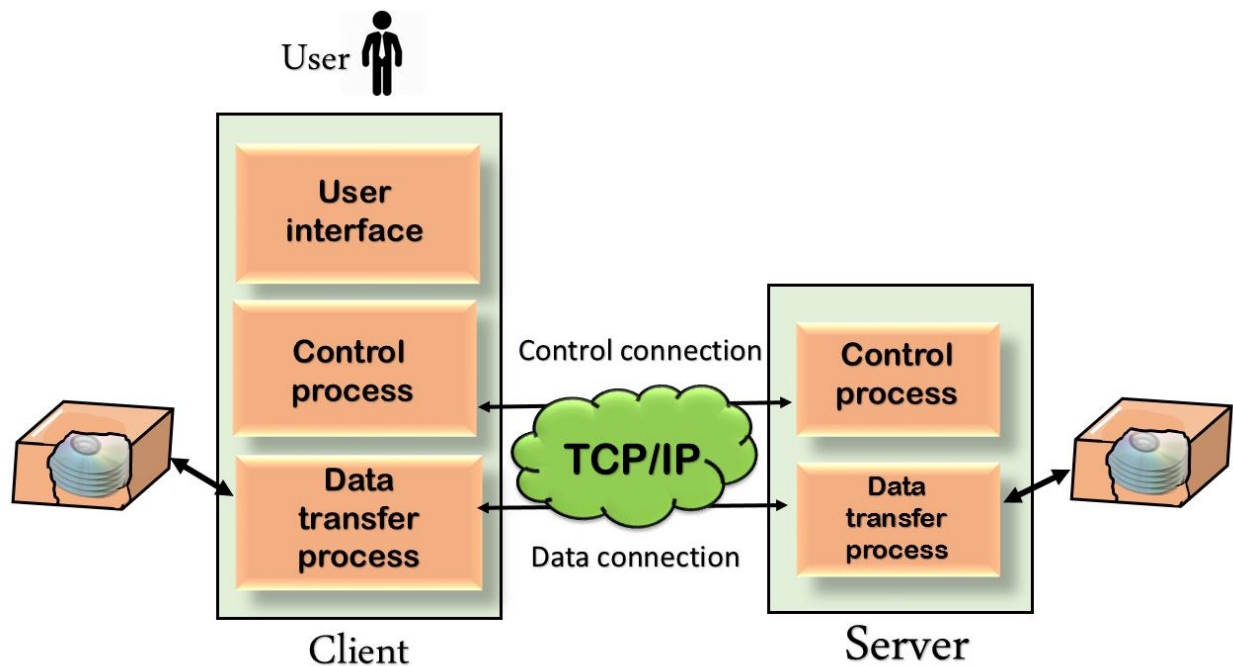 User
User
interface
Control
process
Data
transfer
process
Client
Control connection
TCP/IP
Data connection
Control
process
Data
transfer
process
Server